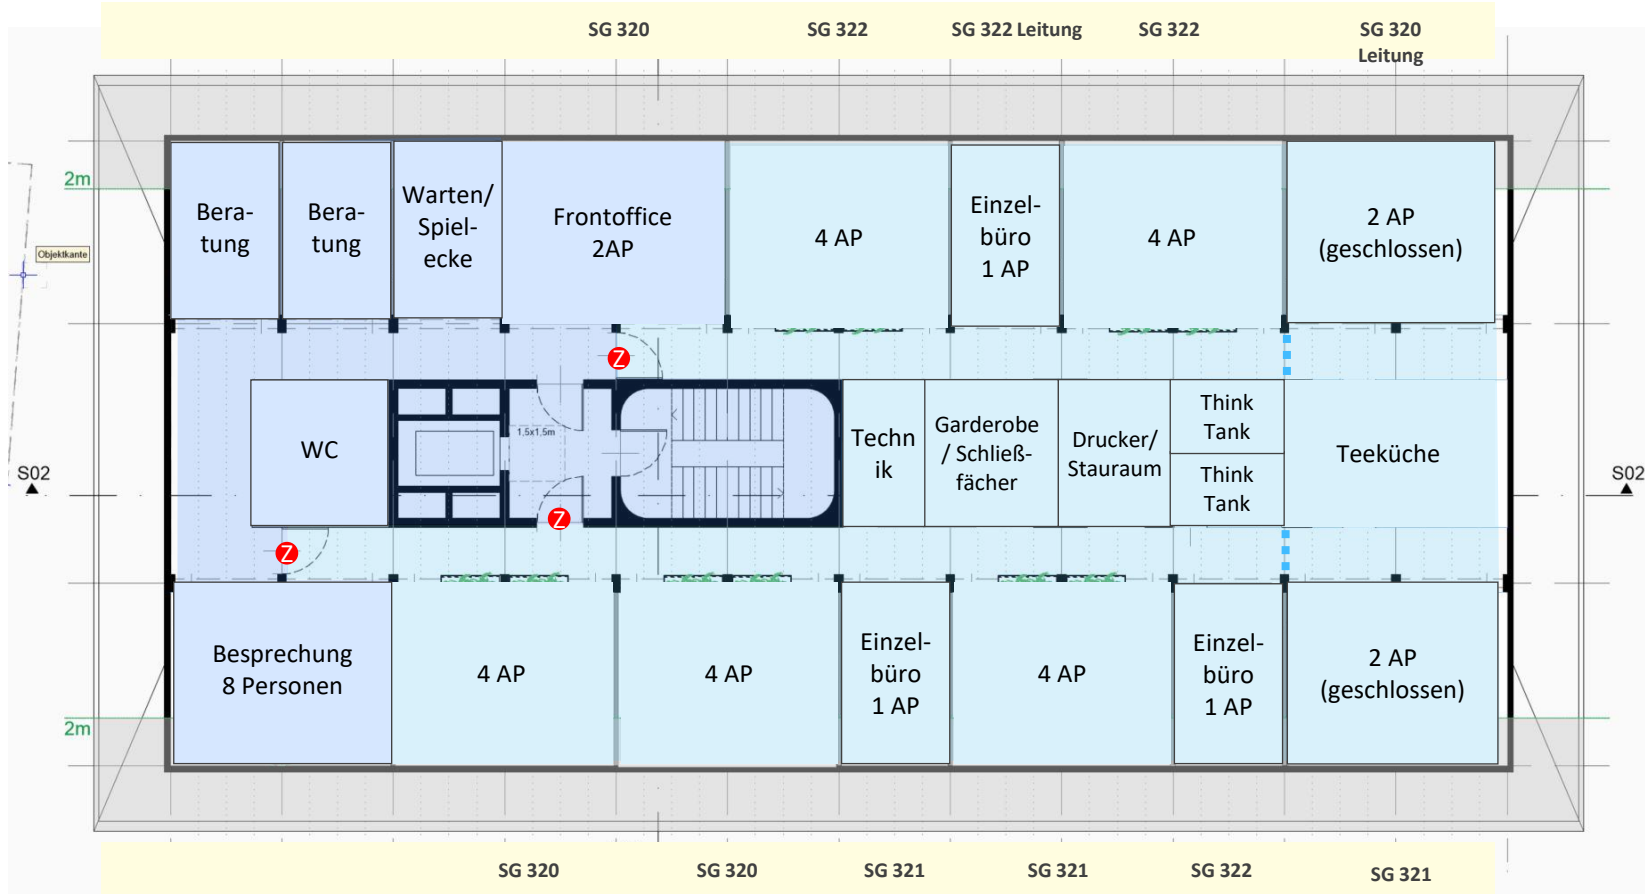 SG 320
SG 322
SG 322 Leitung
SG 322
SG 320
Leitung
2m
Objektkante
Bera-
tung
Bera-
tung
Warten/
Spiel-
ecke
Frontoffice
2AP
4 AP
Einzel-
büro
1 AP
4 AP
2 AP
(geschlossen)
Z
S02
WC
1,5x1,5m
Techn
ik
Garderobe
/ Schließ-
fächer
Drucker/
Stauraum
Think
Tank
Think
Tank
Teeküche
S02
Z
Z
Besprechung
8 Personen
4 AP
4 AP
Einzel-
büro
1 AP
4 AP
Einzel-
büro
1 AP
2 AP
(geschlossen)
2m
SG 320
SG 320
SG 321
SG 321
SG 322
SG 321